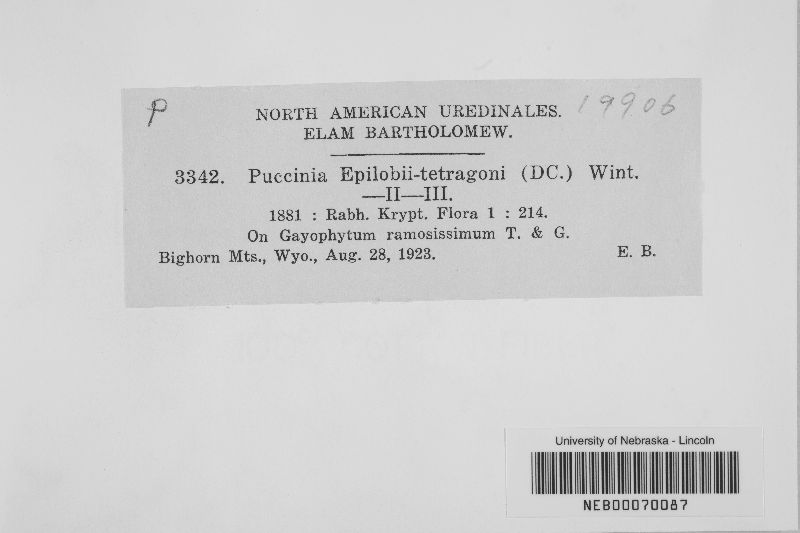 P
19906
NORTH AMERICAN UREDINALES.
ELAM BARTHOLOMEW.
3342. Puccinia Epilobii-tetragoni (DC.) Wint.
—II—III.
1881 : Rabh. Krypt. Flora 1 : 214.
On Gayophytum ramosissimum T. & G.
Bighorn Mts., Wyo., Aug. 28, 1923. E. B.
University of Nebraska - Lincoln
NEB00070087